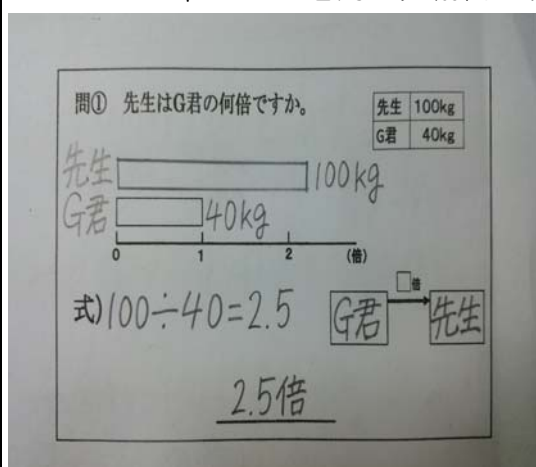 問① 先生はG君の何倍ですか。
先生 100kg
G君 40kg
先生 100kg
G君 40kg
0 1 2 (倍)
式)100÷40=2.5
□倍
G君 先生
2.5倍